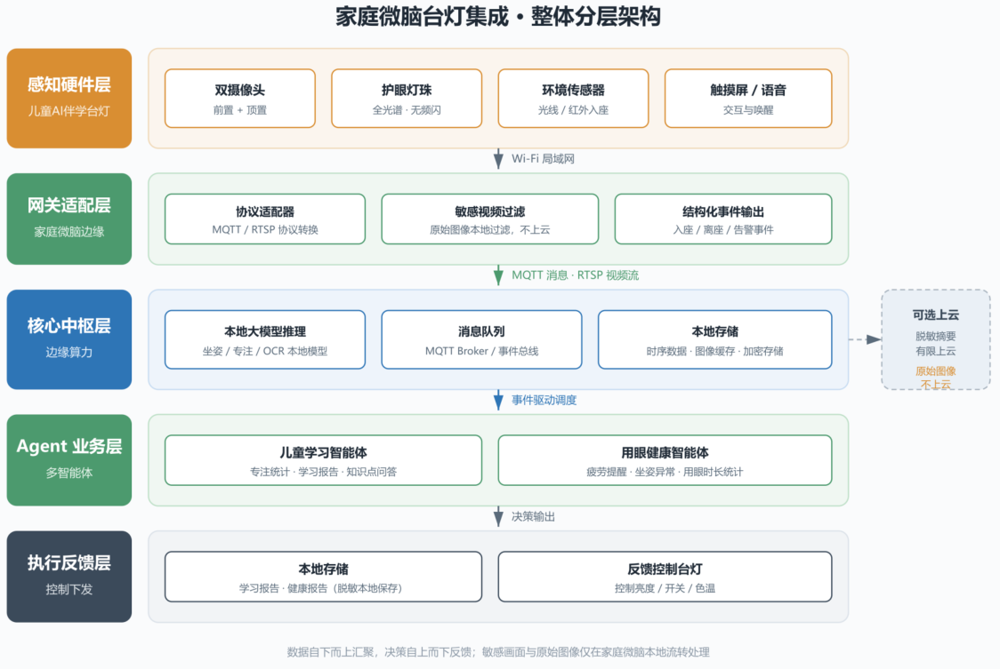 家庭微脑台灯集成·整体分层架构
感知硬件层
儿童AI伴学台灯
双摄像头
前置 + 顶置
护眼灯珠
全光谱·无频闪
环境传感器
光线 / 红外入座
触摸屏 / 语音
交互与唤醒
Wi-Fi 局域网
网关适配层
家庭微脑边缘
协议适配器
MQTT / RTSP 协议转换
敏感视频过滤
原始图像本地过滤，不上云
结构化事件输出
入座 / 离座 / 告警事件
MQTT 消息 · RTSP 视频流
核心中枢层
边缘算力
本地大模型推理
坐姿 / 专注 / OCR 本地模型
消息队列
MQTT Broker / 事件总线
本地存储
时序数据·图像缓存·加密存储
可选上云
脱敏摘要
有限上云
原始图像
不上云
事件驱动调度
Agent 业务层
多智能体
儿童学习智能体
专注统计·学习报告·知识点问答
用眼健康智能体
疲劳提醒·坐姿异常·用眼时长统计
决策输出
执行反馈层
控制下发
本地存储
学习报告·健康报告（脱敏本地保存）
反馈控制台灯
控制亮度 / 开关 / 色温
数据自下而上汇聚，决策自上而下反馈；敏感画面与原始图像仅在家庭微脑本地流转处理